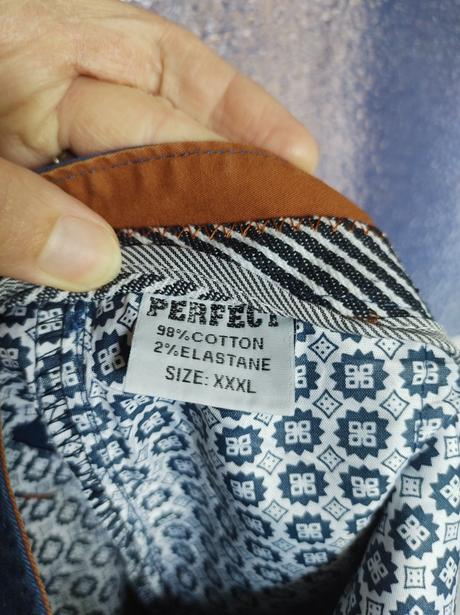 PERFECT
98%COTTON
2%ELASTANE
SIZE: XXXL